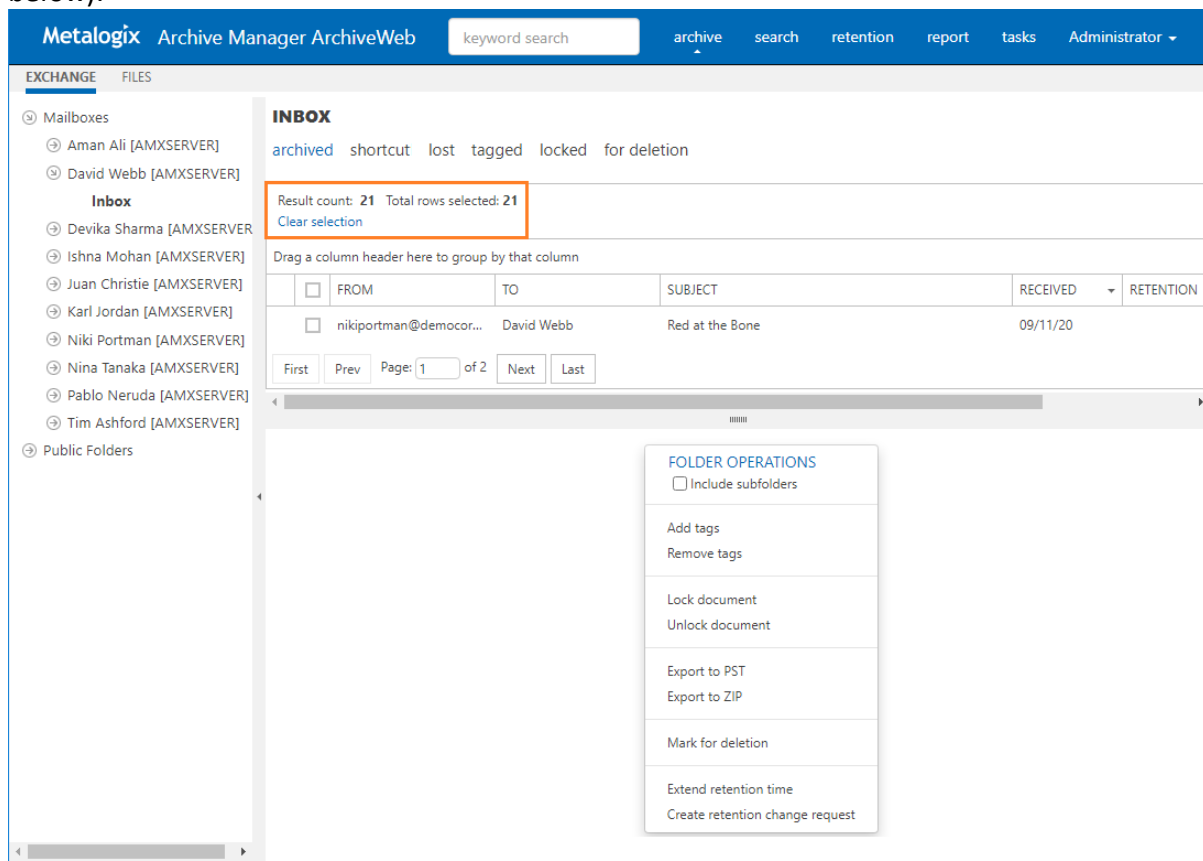 below).
Metalogix Archive Manager ArchiveWeb keyword search archive search retention report tasks Administrator
EXCHANGE FILES
Mailboxes
Aman Ali [AMXSERVER]
David Webb [AMXSERVER]
Inbox
Devika Sharma [AMXSERVER
Ishna Mohan [AMXSERVER]
Juan Christie [AMXSERVER]
Karl Jordan [AMXSERVER]
Niki Portman [AMXSERVER]
Nina Tanaka [AMXSERVER]
Pablo Neruda [AMXSERVER]
Tim Ashford [AMXSERVER]
Public Folders
INBOX
archived shortcut lost tagged locked for deletion
Result count: 21 Total rows selected: 21
Clear selection
Drag a column header here to group by that column
FROM TO SUBJECT RECEIVED RETENTION
nikiportman@democor... David Webb Red at the Bone 09/11/20
First Prev Page: 1 of 2 Next Last
FOLDER OPERATIONS
Include subfolders
Add tags
Remove tags
Lock document
Unlock document
Export to PST
Export to ZIP
Mark for deletion
Extend retention time
Create retention change request